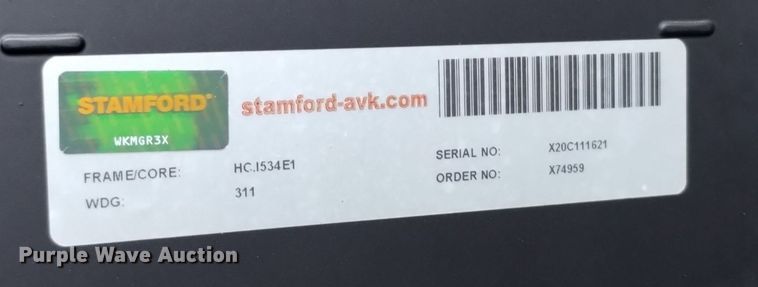 STAMFORD
WKMGR3X
stamford-avk.com
FRAME/CORE: HC.I534E1
WDG: 311
SERIAL NO: X20C111621
ORDER NO: X74959
Purple Wave Auction